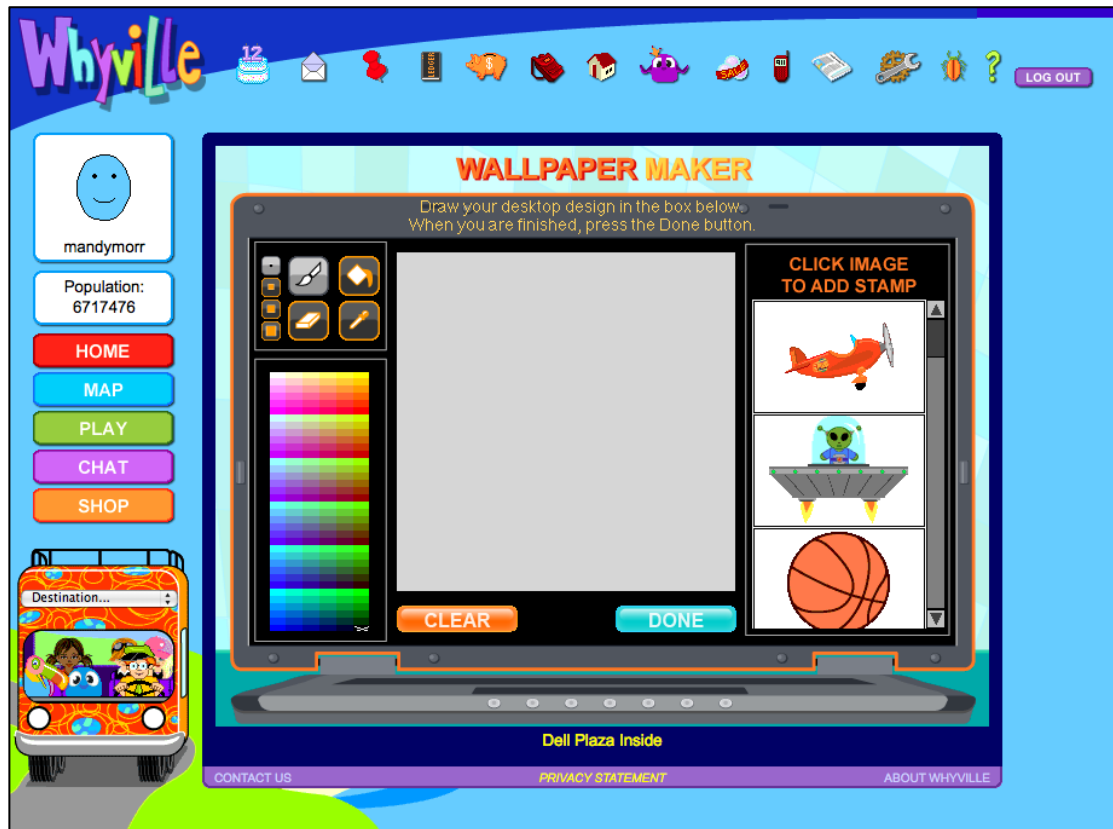 Whyville
12
LEDGER
$
SALE
LOG OUT
mandymorr
Population:
6717476
HOME
MAP
PLAY
CHAT
SHOP
Destination...
WALLPAPER MAKER
Draw your desktop design in the box below.
When you are finished, press the Done button.
CLICK IMAGE
TO ADD STAMP
CLEAR
DONE
Dell Plaza Inside
CONTACT US
PRIVACY STATEMENT
ABOUT WHYVILLE